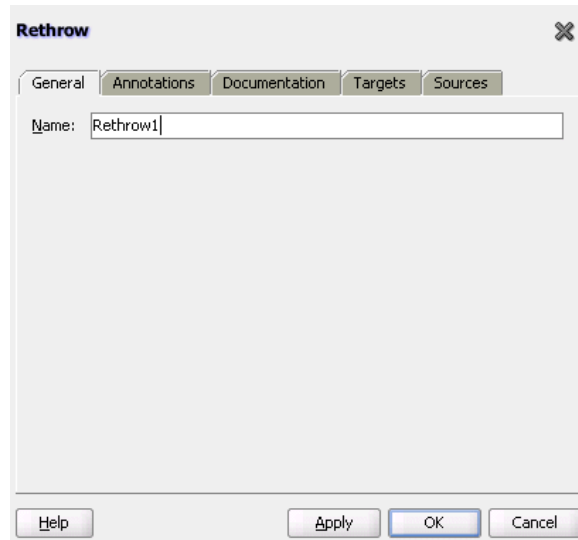 Rethrow
General Annotations Documentation Targets Sources
Name: Rethrow1
Help Apply OK Cancel